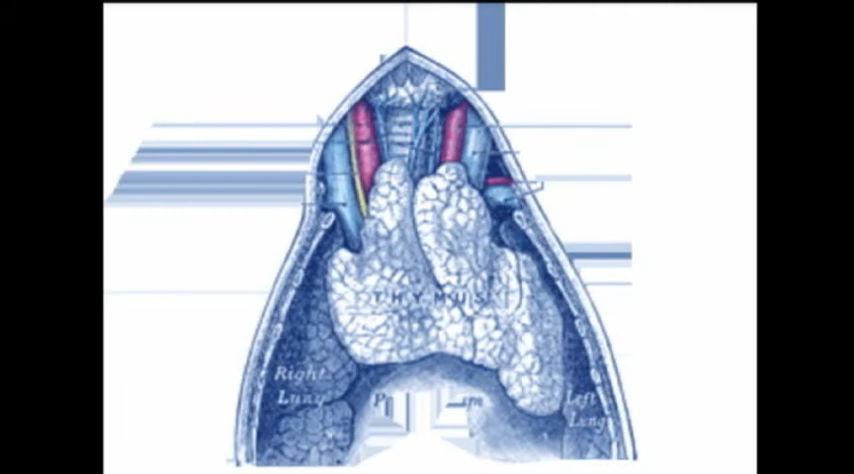 THYMUS
Right
Lung
Left
Lung